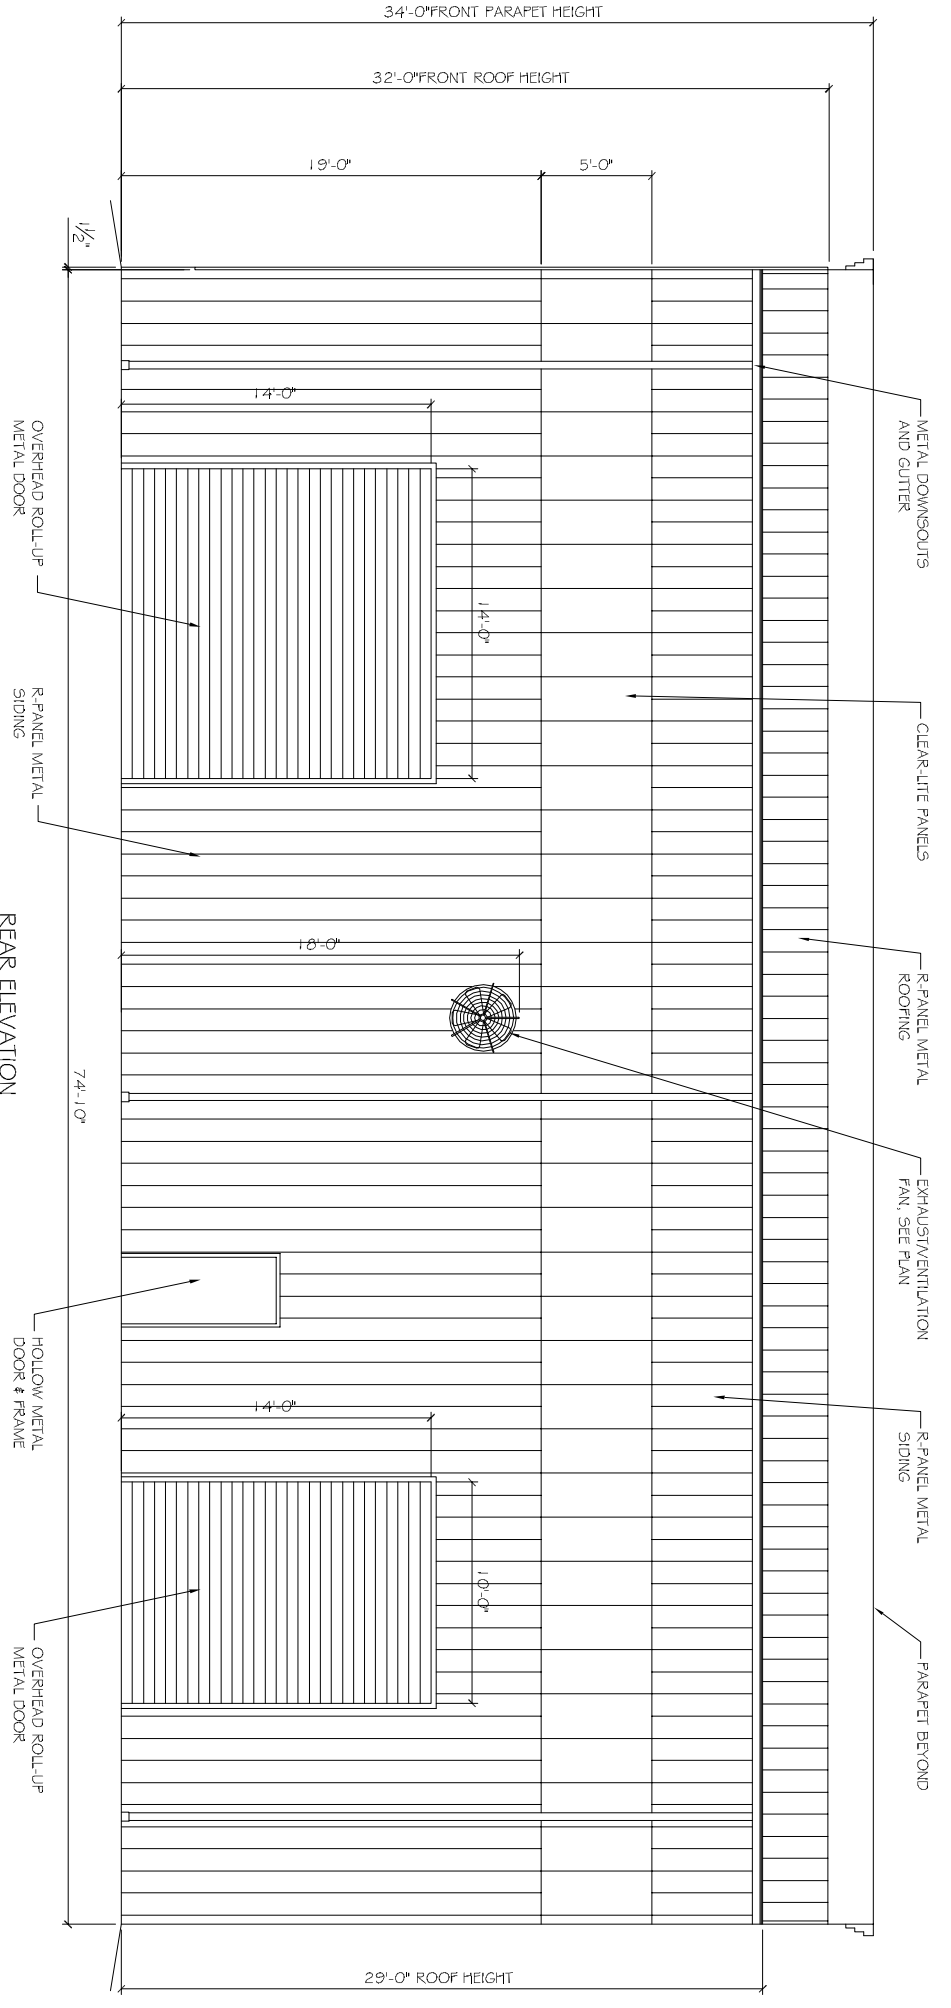 34'-0"FRONT PARAPET HEIGHT
32'-0"FRONT ROOF HEIGHT
19'-0"
5'-0"
1½"
METAL DOWNSOUTS
AND GUTTER
CLEAR-LITE PANELS
R-PANEL METAL
ROOFING
EXHAUST/VENTILATION
FAN, SEE PLAN
R-PANEL METAL
SIDING
PARAPET BEYOND
14'-0"
14'-0"
18'-0"
14'-0"
10'-0"
29'-0" ROOF HEIGHT
74'-10"
OVERHEAD ROLL-UP
METAL DOOR
R-PANEL METAL
SIDING
HOLLOW METAL
DOOR & FRAME
OVERHEAD ROLL-UP
METAL DOOR
REAR ELEVATION